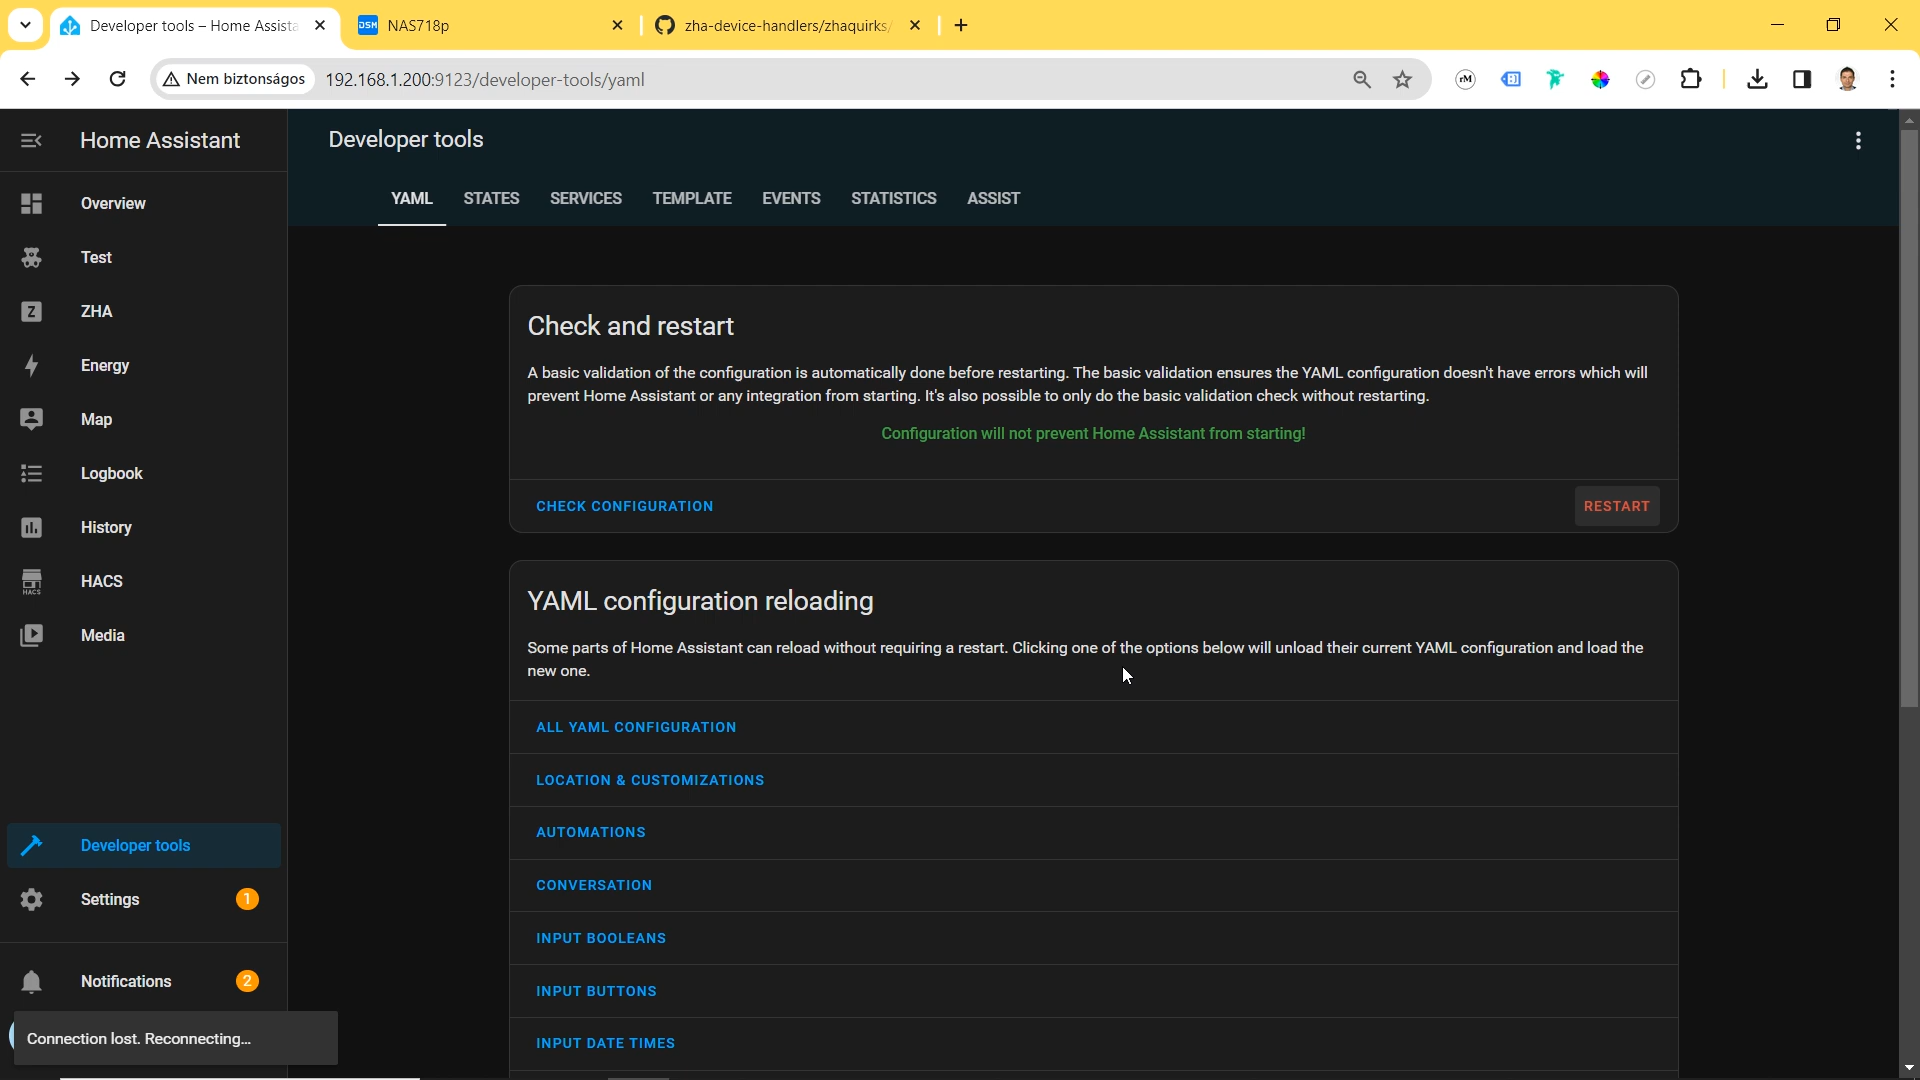 Developer tools – Home Assista
NAS718p
zha-device-handlers/zhaquirks/
Nem biztonságos
192.168.1.200:9123/developer-tools/yaml
Home Assistant
Developer tools
YAML STATES SERVICES TEMPLATE EVENTS STATISTICS ASSIST
Overview
Test
ZHA
Energy
Map
Logbook
History
HACS
Media
Developer tools
Settings
1
Notifications
2
Connection lost. Reconnecting...
Check and restart
A basic validation of the configuration is automatically done before restarting. The basic validation ensures the YAML configuration doesn't have errors which will
prevent Home Assistant or any integration from starting. It's also possible to only do the basic validation check without restarting.
Configuration will not prevent Home Assistant from starting!
CHECK CONFIGURATION
RESTART
YAML configuration reloading
Some parts of Home Assistant can reload without requiring a restart. Clicking one of the options below will unload their current YAML configuration and load the
new one.
ALL YAML CONFIGURATION
LOCATION & CUSTOMIZATIONS
AUTOMATIONS
CONVERSATION
INPUT BOOLEANS
INPUT BUTTONS
INPUT DATE TIMES